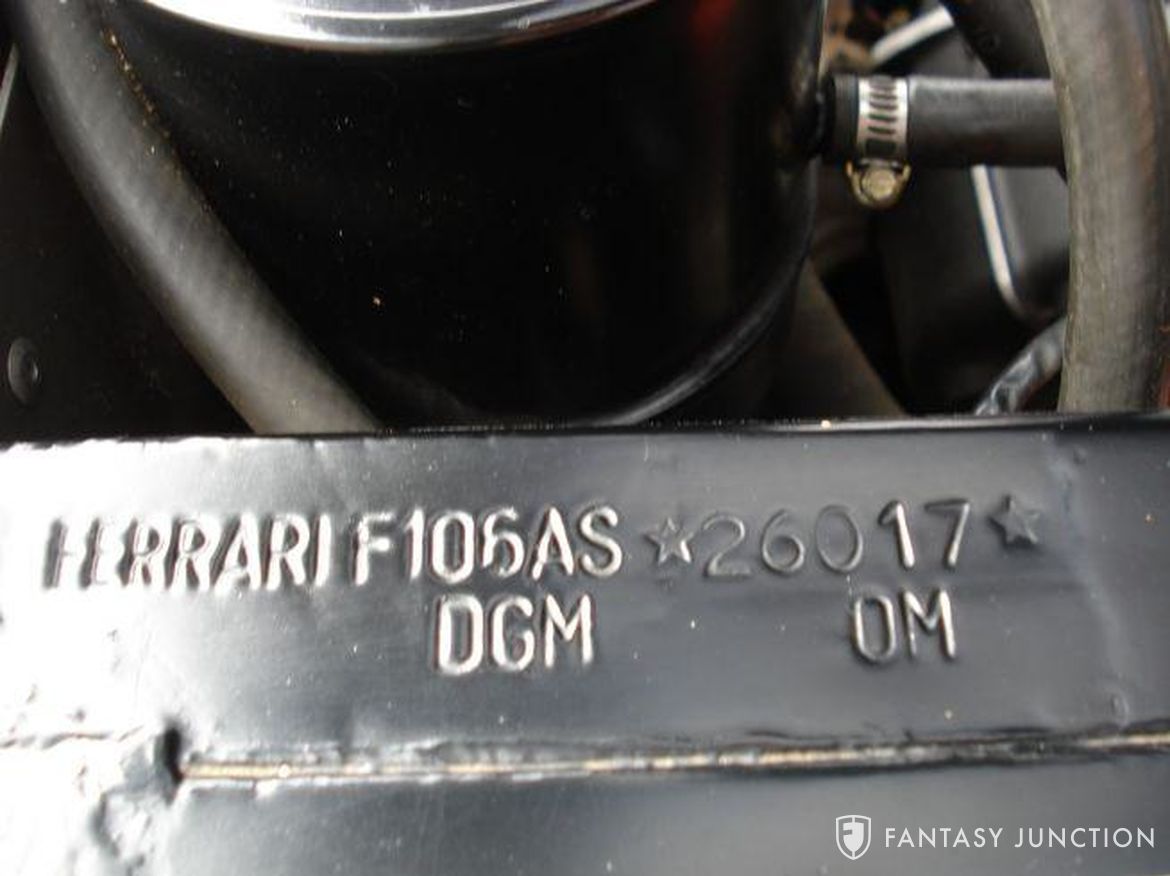 FERRARI F106AS ☆26017☆
DGM OM
FANTASY JUNCTION